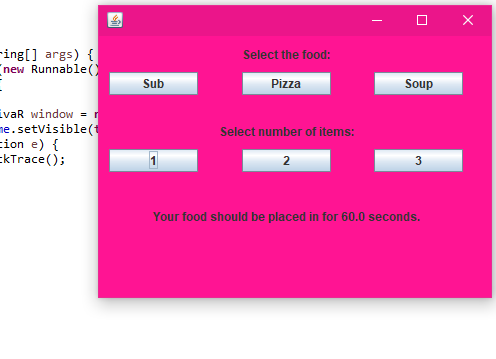 ring[] args) {
(new Runnable()
Select the food:
Sub Pizza Soup
ivaR window = n
me.setVisible(t
tion e) {
ckTrace();
Select number of items:
1 2 3
Your food should be placed in for 60.0 seconds.